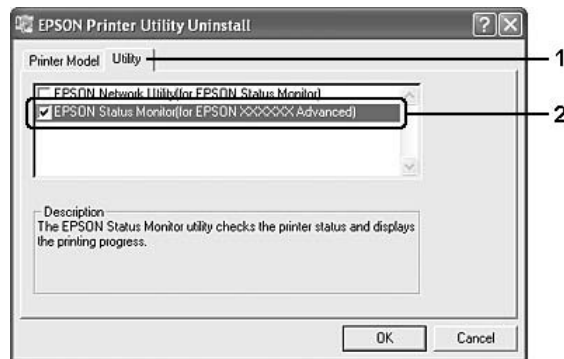 EPSON Printer Utility Uninstall
Printer Model Utility
1
EPSON Network Utility(for EPSON Status Monitor)
EPSON Status Monitor(for EPSON XXXXXX Advanced)
2
Description
The EPSON Status Monitor utility checks the printer status and displays
the printing progress.
OK Cancel